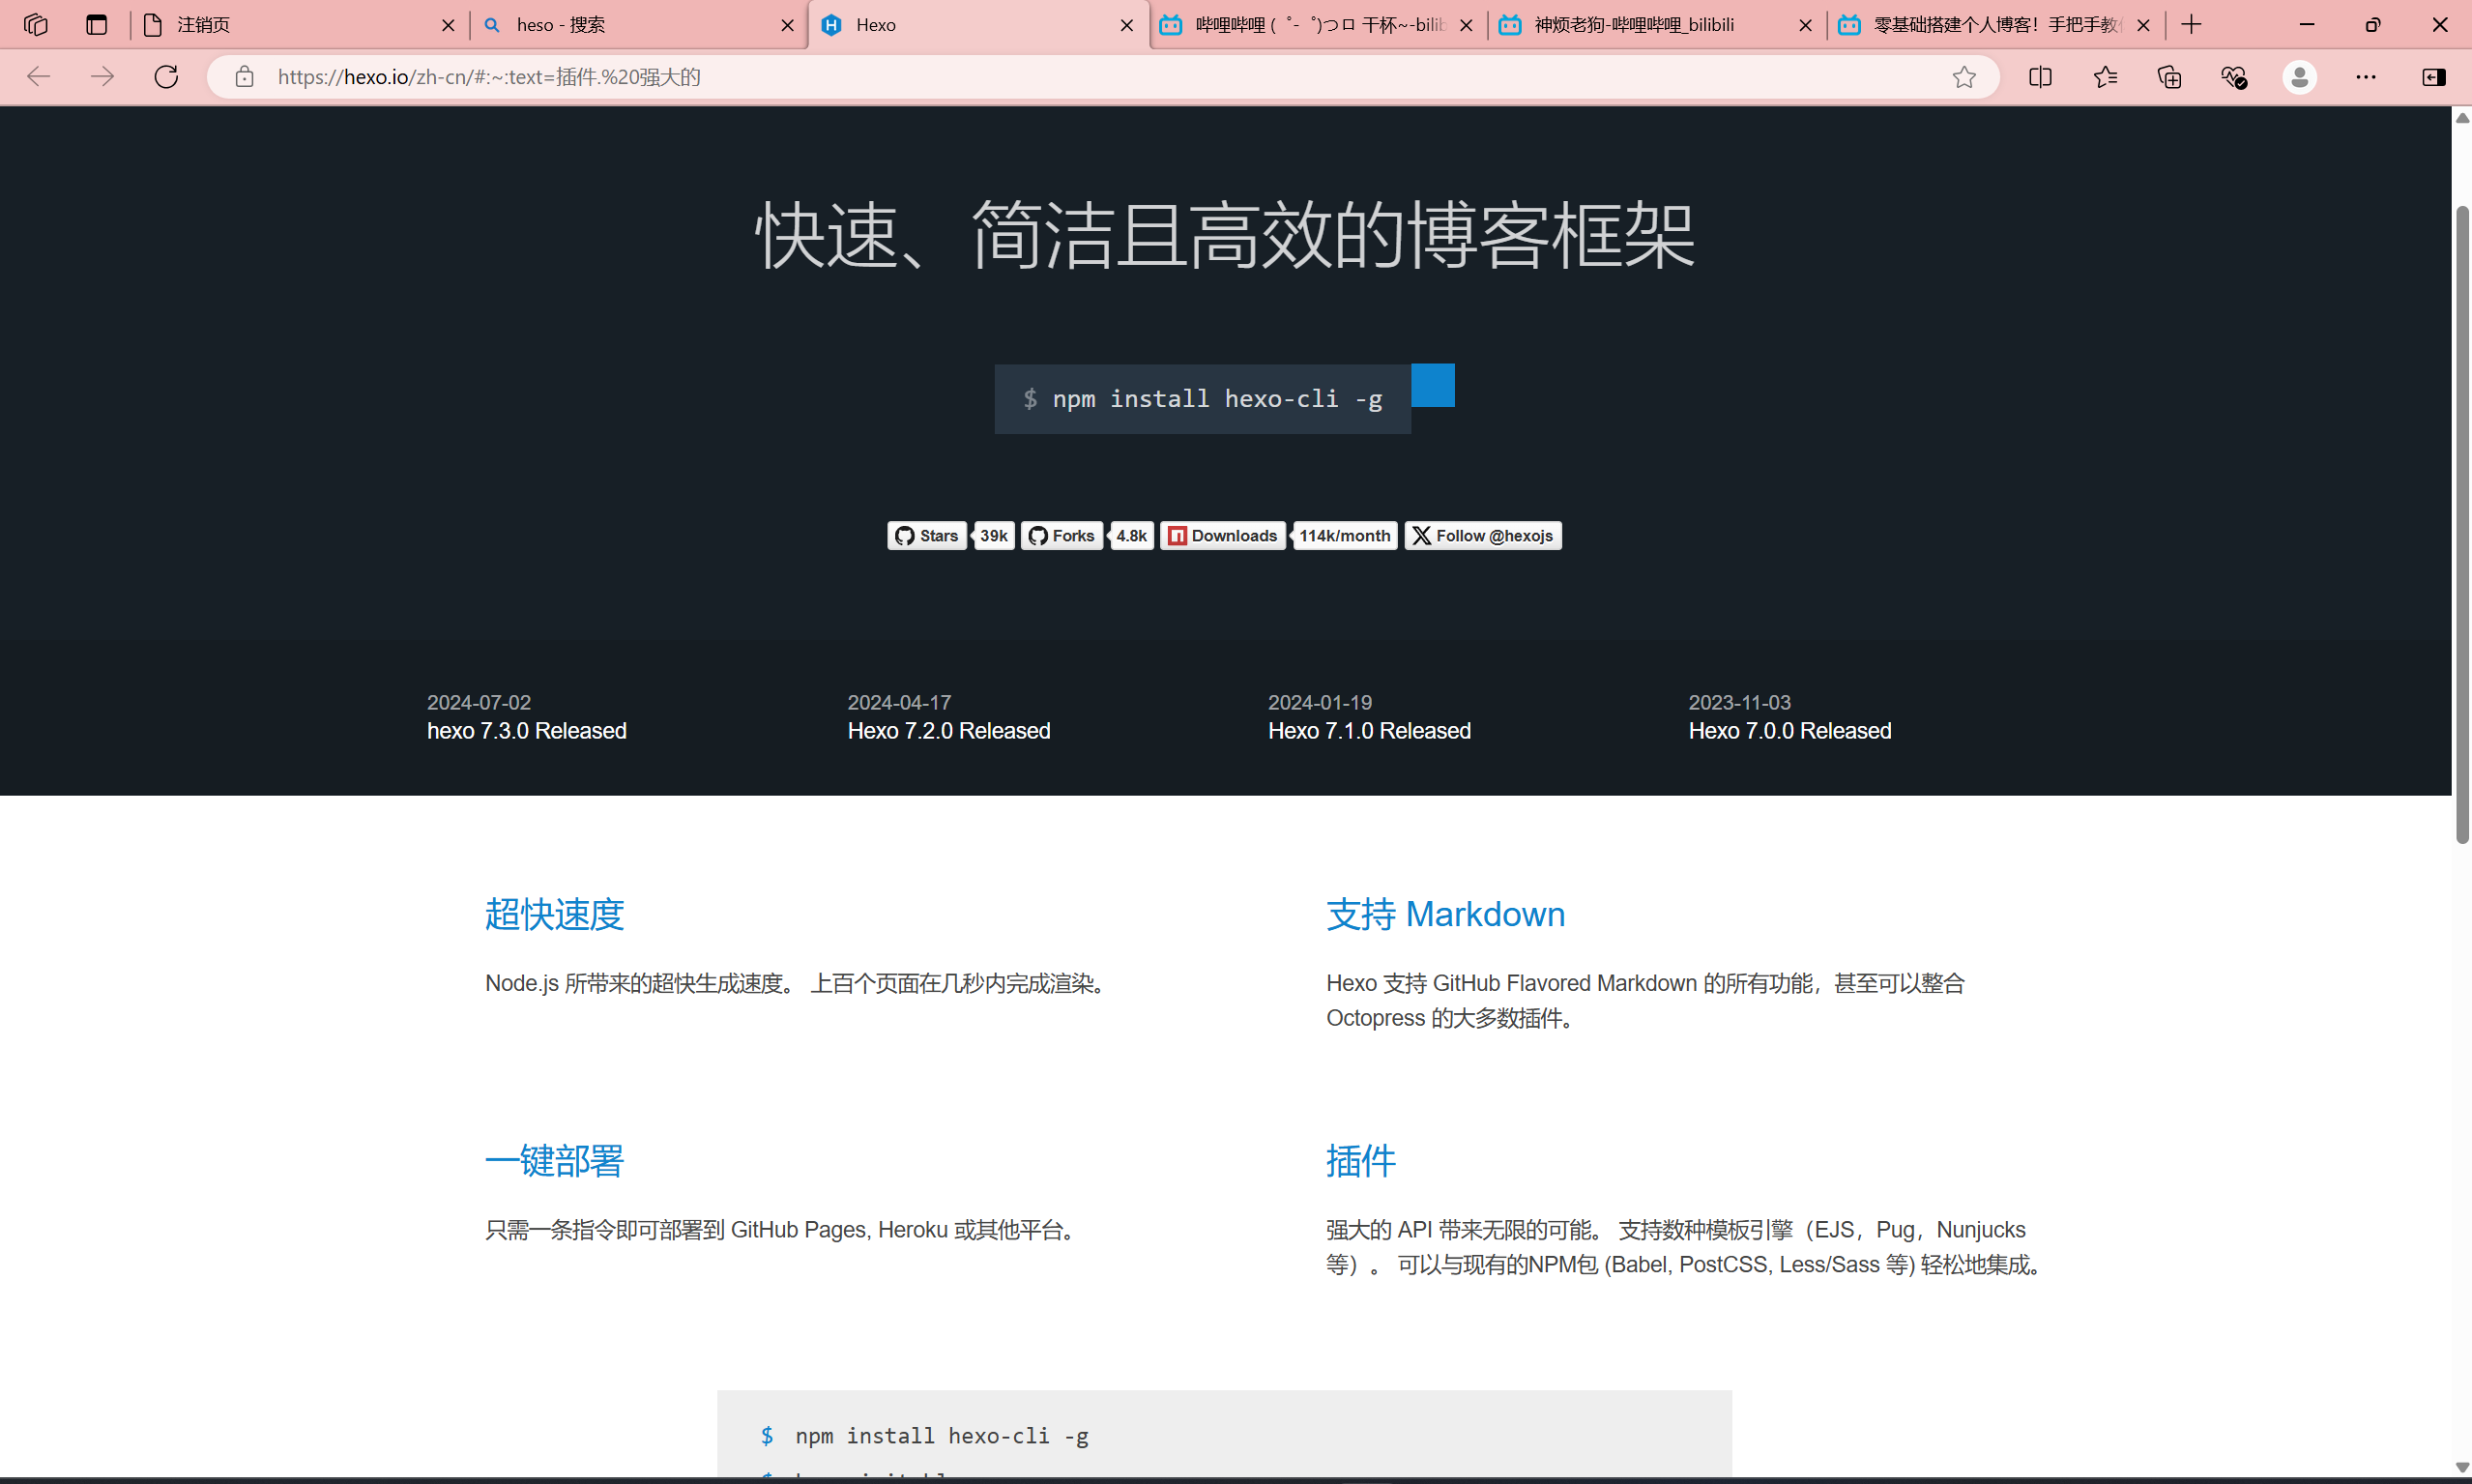 注销页
heso - 搜索
Hexo
哔哩哔哩 (゜-゜)つロ 干杯~-bilib
神烦老狗-哔哩哔哩_bilibili
零基础搭建个人博客！手把手教
https://hexo.io/zh-cn/#:~:text=插件.%20强大的
快速、简洁且高效的博客框架
$ npm install hexo-cli -g
Stars 39k Forks 4.8k Downloads 114k/month Follow @hexojs
2024-07-02
hexo 7.3.0 Released
2024-04-17
Hexo 7.2.0 Released
2024-01-19
Hexo 7.1.0 Released
2023-11-03
Hexo 7.0.0 Released
超快速度
Node.js 所带来的超快生成速度。 上百个页面在几秒内完成渲染。
支持 Markdown
Hexo 支持 GitHub Flavored Markdown 的所有功能，甚至可以整合
Octopress 的大多数插件。
一键部署
只需一条指令即可部署到 GitHub Pages, Heroku 或其他平台。
插件
强大的 API 带来无限的可能。 支持数种模板引擎（EJS，Pug，Nunjucks
等）。 可以与现有的NPM包 (Babel, PostCSS, Less/Sass 等) 轻松地集成。
$ npm install hexo-cli -g